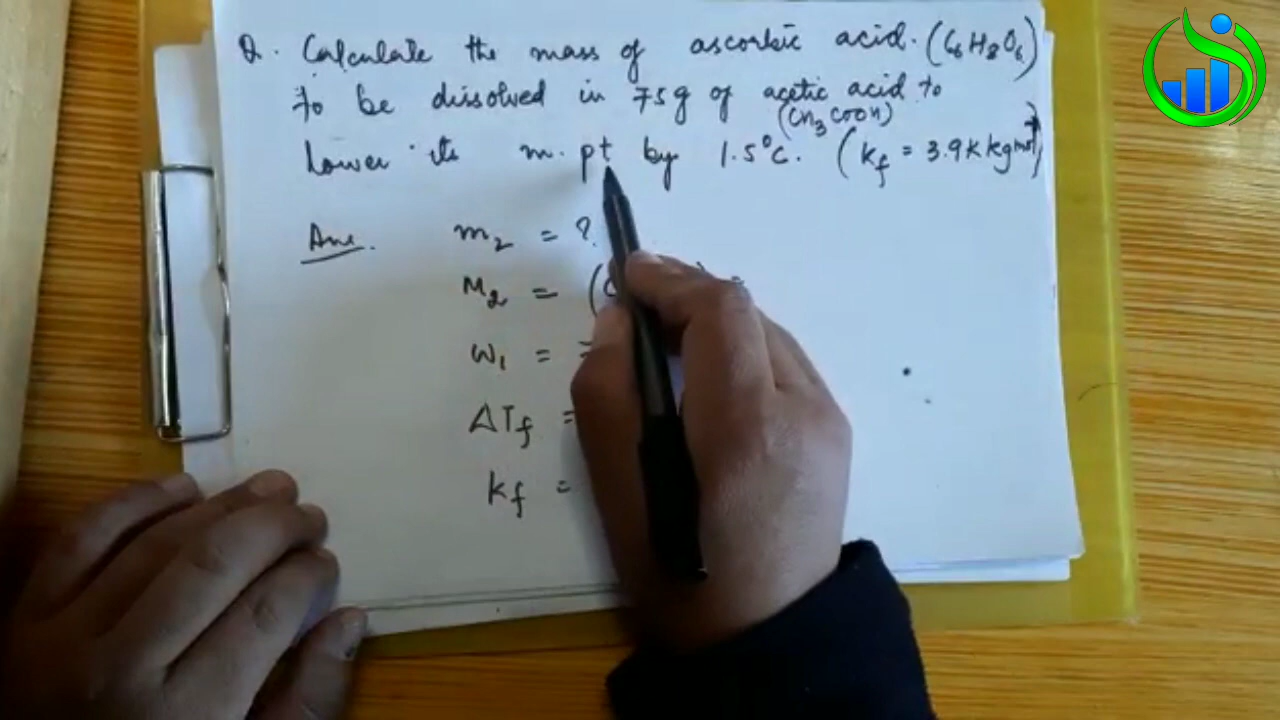 Q. Calculate the mass of ascorbic acid. (C6H8O6)
to be dissolved in 75g of acetic acid to
(CH3COOH)
Lower its m.pt by 1.5°C. (Kf = 3.9K kg mol-1)
Ans. m2 = ?
M2 = (C ) =
W1 =
ΔTf =
Kf =